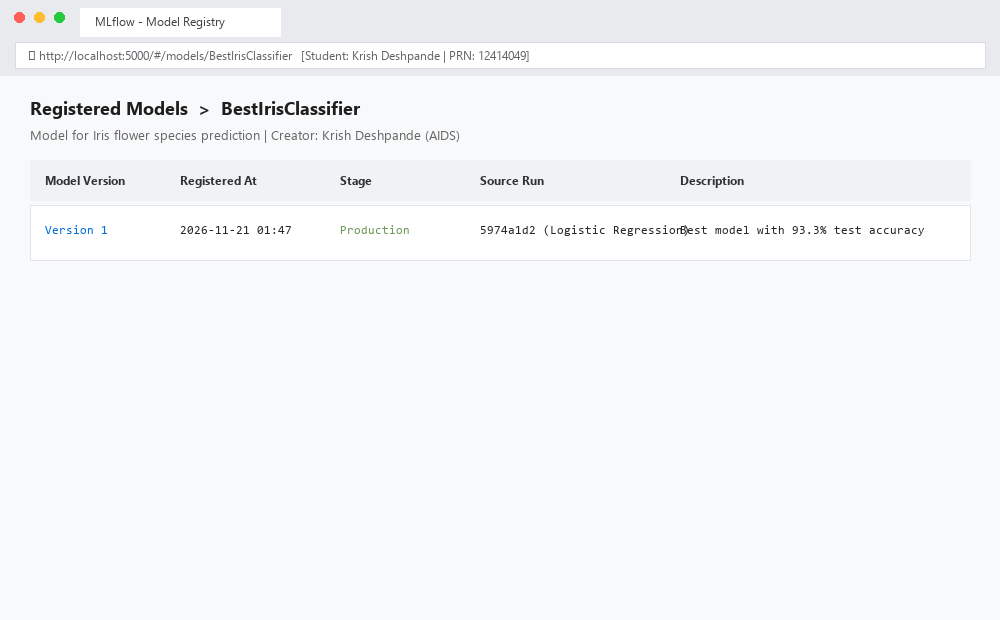 MLflow - Model Registry
http://localhost:5000/#/models/BestIrisClassifier [Student: Krish Deshpande | PRN: 12414049]
Registered Models > BestIrisClassifier
Model for Iris flower species prediction | Creator: Krish Deshpande (AIDS)
Model Version Registered At Stage Source Run Description
Version 1 2026-11-21 01:47 Production 5974a1d2 (Logistic Regression) Best model with 93.3% test accuracy